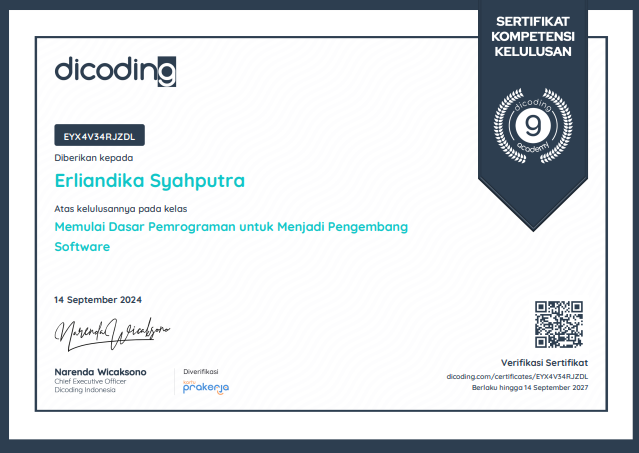 SERTIFIKAT
KOMPETENSI
KELULUSAN
dicoding
dicoding
9
academy
EYX4V34RJZDL
Diberikan kepada
Erliandika Syahputra
Atas kelulusannya pada kelas
Memulai Dasar Pemrograman untuk Menjadi Pengembang
Software
14 September 2024
Narenda Wicaksono
Narenda Wicaksono
Chief Executive Officer
Dicoding Indonesia
Diverifikasi
kartu
prakerja
Verifikasi Sertifikat
dicoding.com/certificates/EYX4V34RJZDL
Berlaku hingga 14 September 2027